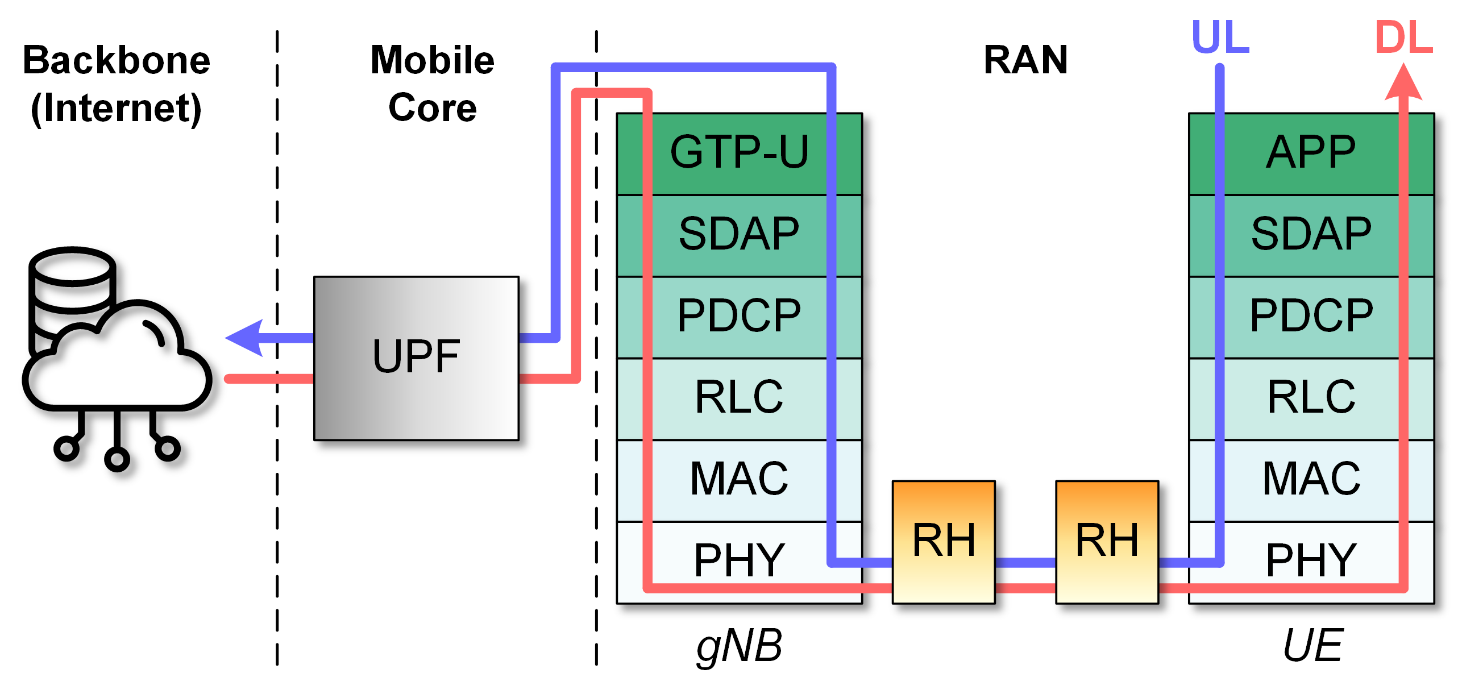 Backbone
(Internet)
Mobile
Core
RAN
UL
DL
UPF
GTP-U
SDAP
PDCP
RLC
MAC
PHY
gNB
RH
RH
APP
SDAP
PDCP
RLC
MAC
PHY
UE